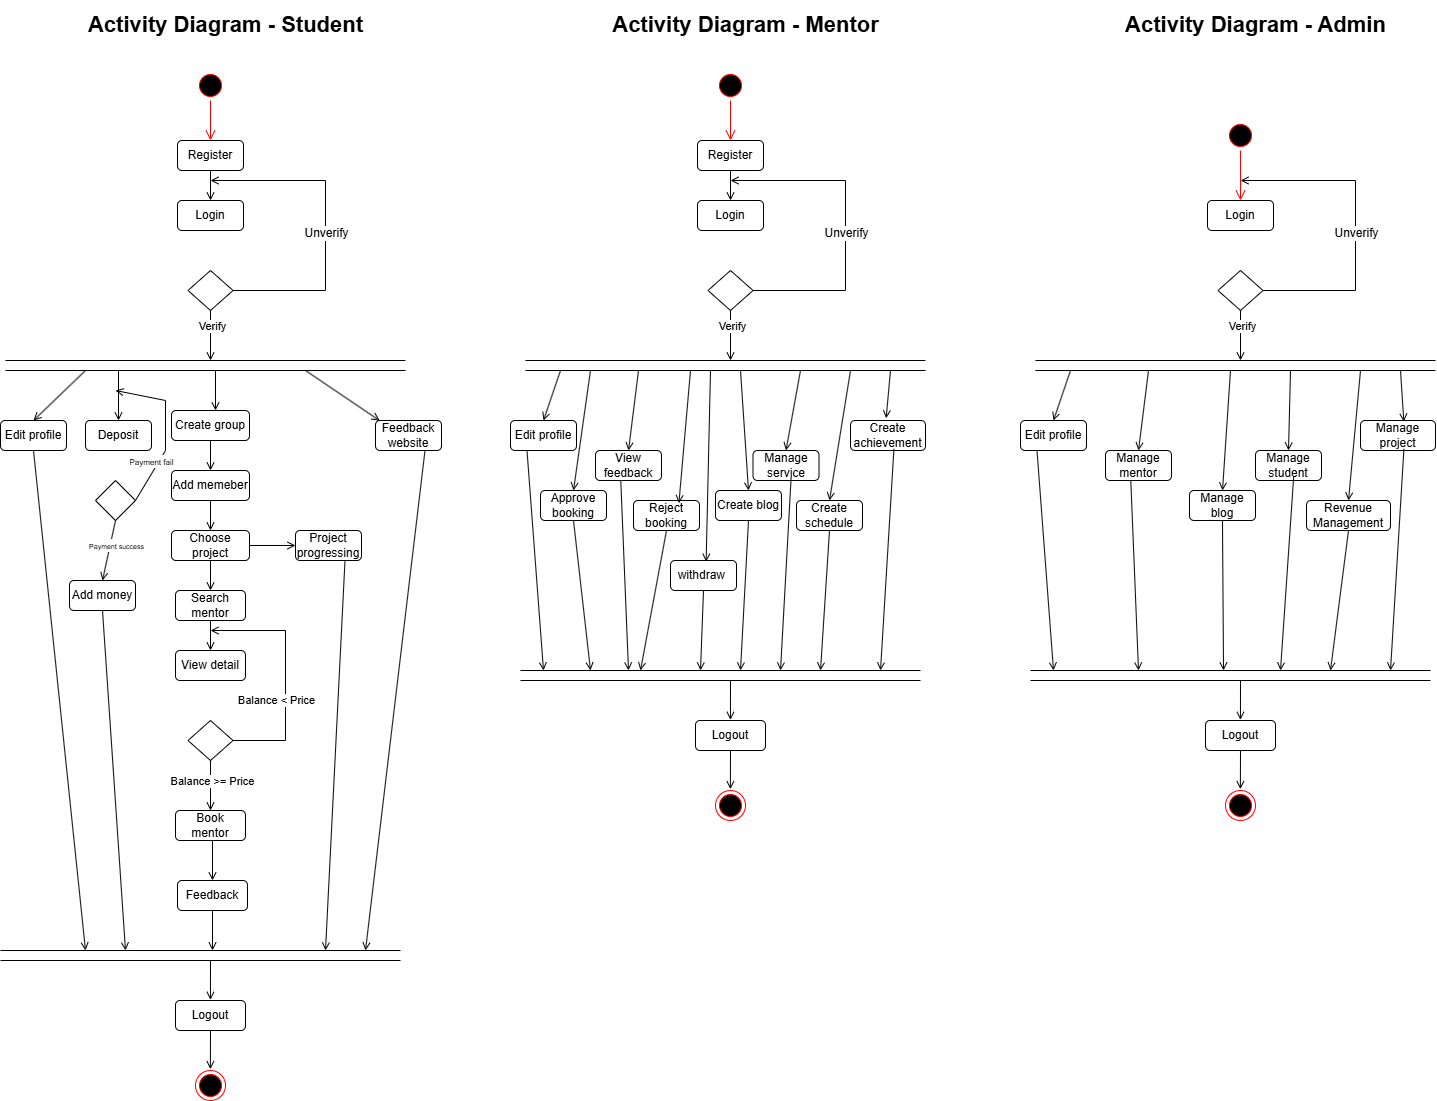 Activity Diagram - Student
Register
Login
Unverify
Verify
Edit profile
Deposit
Create group
Feedback
website
Payment fail
Add memeber
Payment success
Choose
project
Project
progressing
Add money
Search
mentor
View detail
Balance < Price
Balance >= Price
Book
mentor
Feedback
Logout
Activity Diagram - Mentor
Register
Login
Unverify
Verify
Edit profile
View
feedback
Manage
service
Create
achievement
Approve
booking
Reject
booking
Create blog
Create
schedule
withdraw
Logout
Activity Diagram - Admin
Login
Unverify
Verify
Edit profile
Manage
mentor
Manage
student
Manage
project
Manage
blog
Revenue
Management
Logout